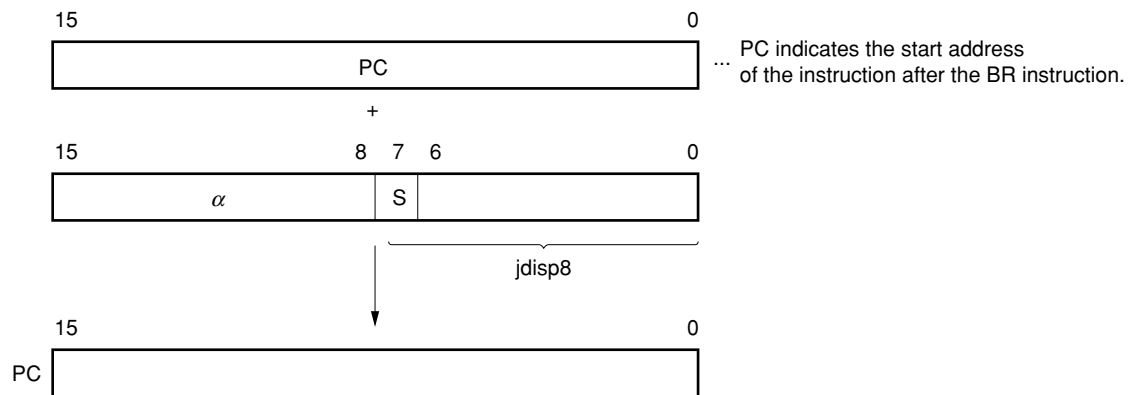 15 0
PC
... PC indicates the start address
of the instruction after the BR instruction.
+
15 8 7 6 0
α S
jdisp8
15 0
PC